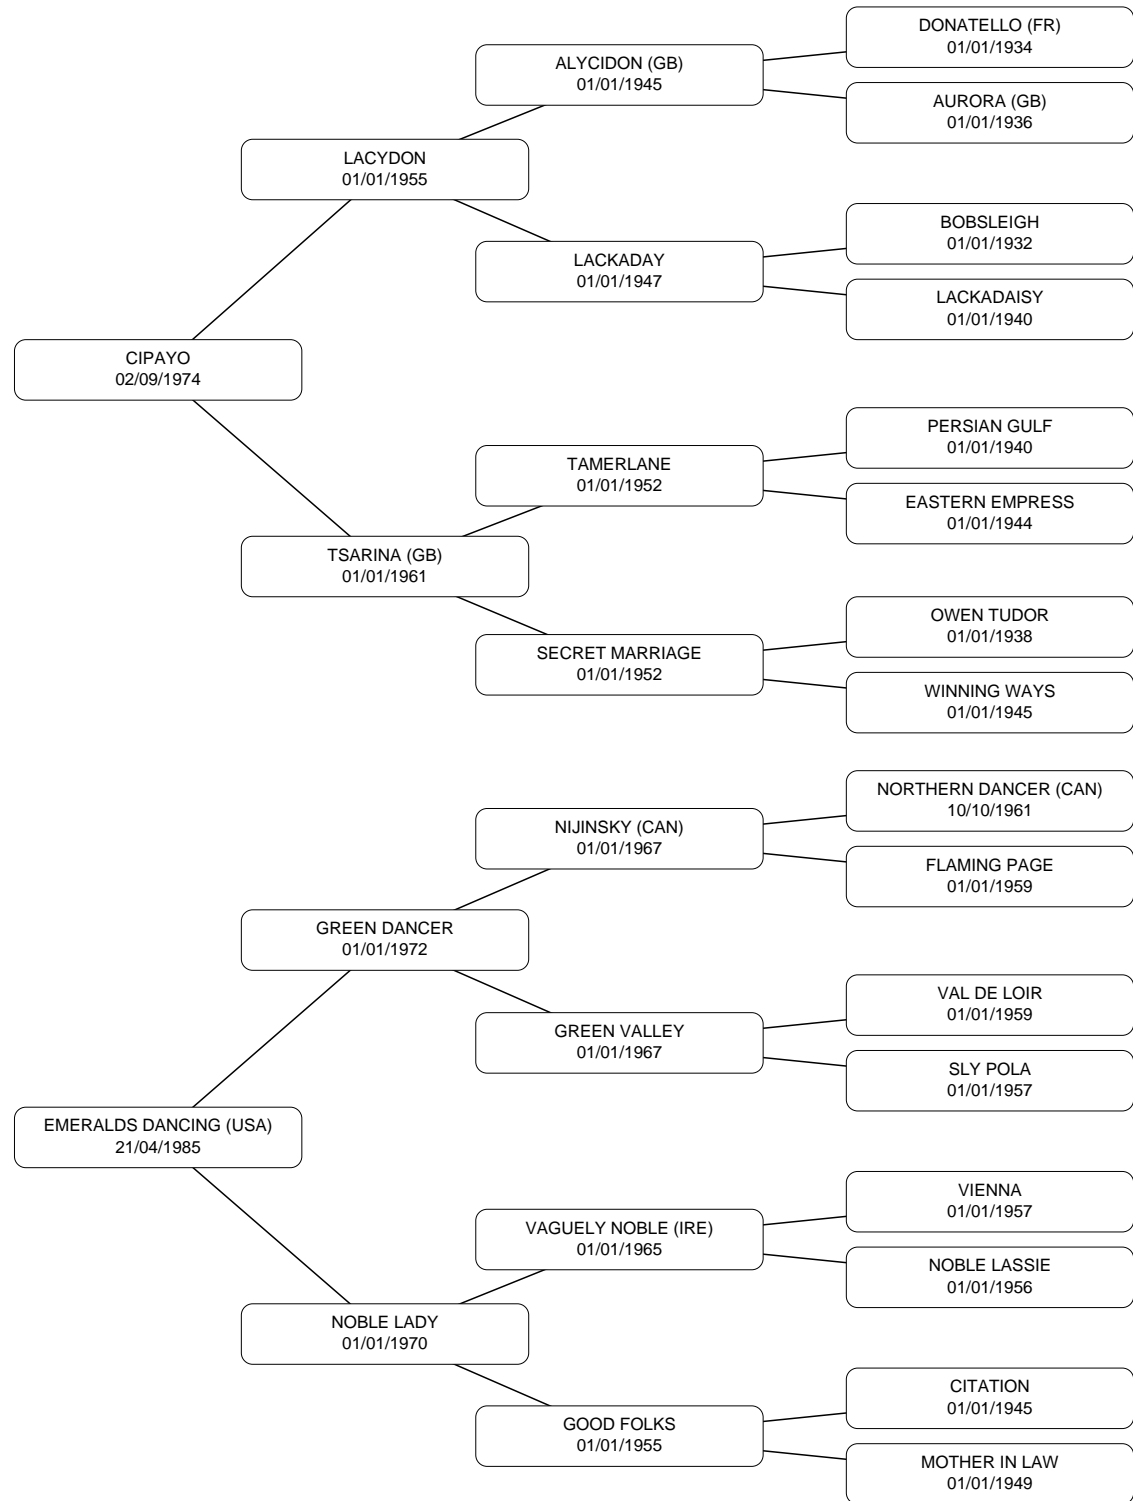 DONATELLO (FR)
01/01/1934
ALYCIDON (GB)
01/01/1945
AURORA (GB)
01/01/1936
LACYDON
01/01/1955
BOBSLEIGH
01/01/1932
LACKADAY
01/01/1947
LACKADAISY
01/01/1940
CIPAYO
02/09/1974
PERSIAN GULF
01/01/1940
TAMERLANE
01/01/1952
EASTERN EMPRESS
01/01/1944
TSARINA (GB)
01/01/1961
OWEN TUDOR
01/01/1938
SECRET MARRIAGE
01/01/1952
WINNING WAYS
01/01/1945
NORTHERN DANCER (CAN)
10/10/1961
NIJINSKY (CAN)
01/01/1967
FLAMING PAGE
01/01/1959
GREEN DANCER
01/01/1972
VAL DE LOIR
01/01/1959
GREEN VALLEY
01/01/1967
SLY POLA
01/01/1957
EMERALDS DANCING (USA)
21/04/1985
VIENNA
01/01/1957
VAGUELY NOBLE (IRE)
01/01/1965
NOBLE LASSIE
01/01/1956
NOBLE LADY
01/01/1970
CITATION
01/01/1945
GOOD FOLKS
01/01/1955
MOTHER IN LAW
01/01/1949